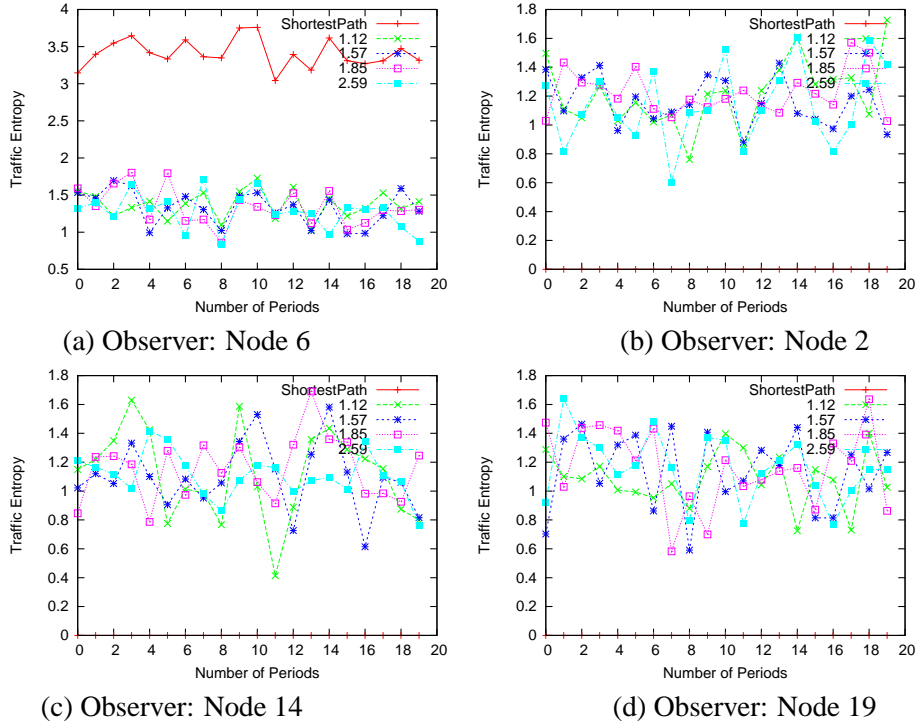 4
3.5
3
2.5
2
1.5
1
0.5
0 2 4 6 8 10 12 14 16 18 20
Traffic Entropy
Number of Periods
ShortestPath
1.12
1.57
1.85
2.59
(a) Observer: Node 6
2
1.8
1.6
1.4
1.2
1
0.8
0.6
0.4
0.2
0
0 2 4 6 8 10 12 14 16 18 20
Traffic Entropy
Number of Periods
ShortestPath
1.12
1.57
1.85
2.59
(b) Observer: Node 2
1.8
1.6
1.4
1.2
1
0.8
0.6
0.4
0.2
0
0 2 4 6 8 10 12 14 16 18 20
Traffic Entropy
Number of Periods
ShortestPath
1.12
1.57
1.85
2.59
(c) Observer: Node 14
1.8
1.6
1.4
1.2
1
0.8
0.6
0.4
0.2
0
0 2 4 6 8 10 12 14 16 18 20
Traffic Entropy
Number of Periods
ShortestPath
1.12
1.57
1.85
2.59
(d) Observer: Node 19